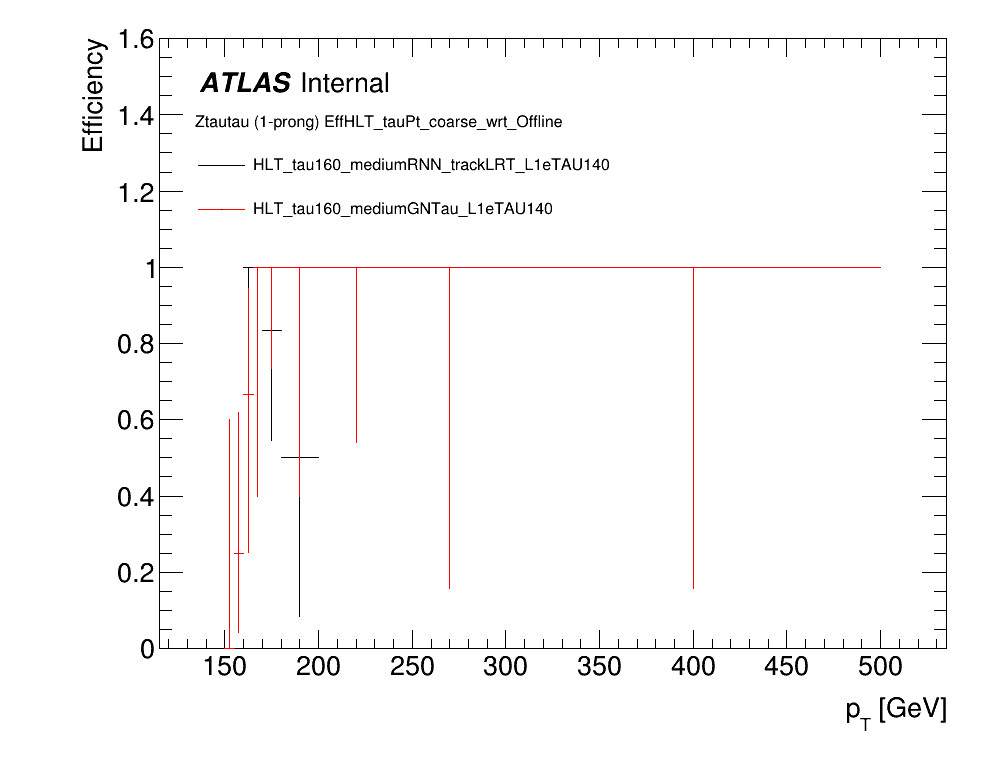 Efficiency
1.6
1.4
1.2
1
0.8
0.6
0.4
0.2
0
ATLAS Internal
Ztautau (1-prong) EffHLT_tauPt_coarse_wrt_Offline
HLT_tau160_mediumRNN_trackLRT_L1eTAU140
HLT_tau160_mediumGNTau_L1eTAU140
150 200 250 300 350 400 450 500
p_T [GeV]